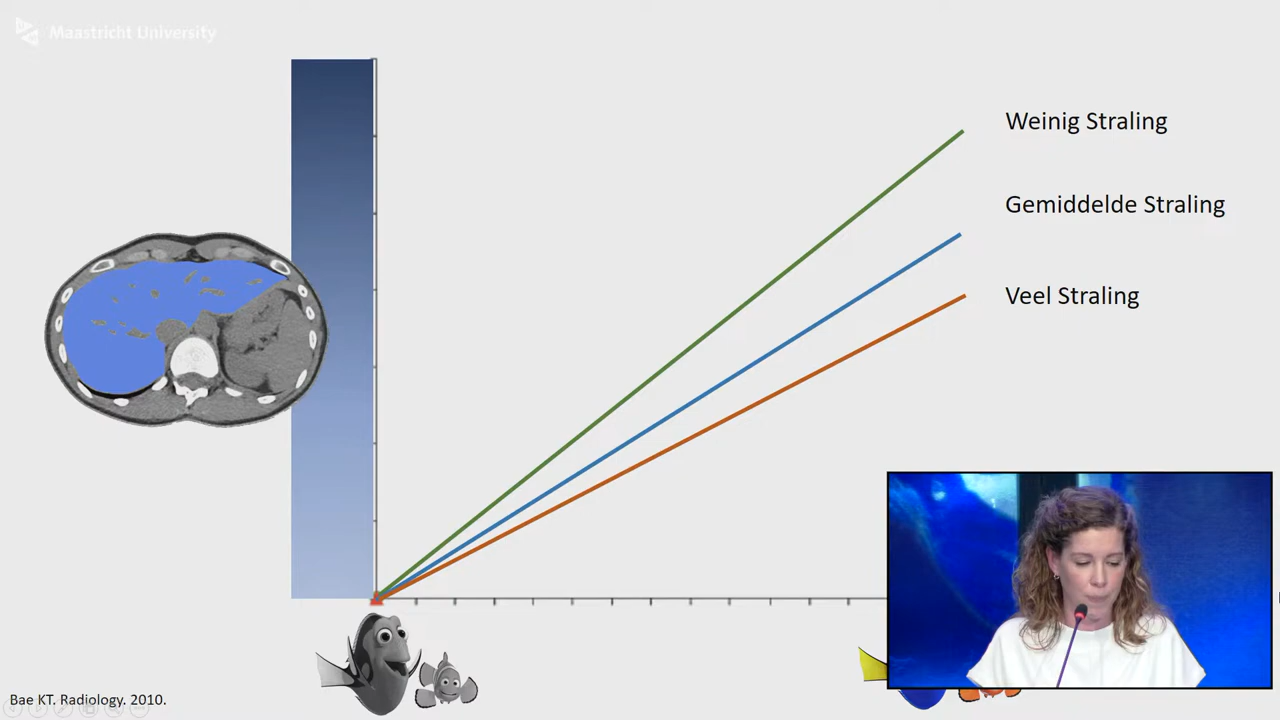 Maastricht University
Weinig Straling
Gemiddelde Straling
Veel Straling
Bae KT. Radiology. 2010.